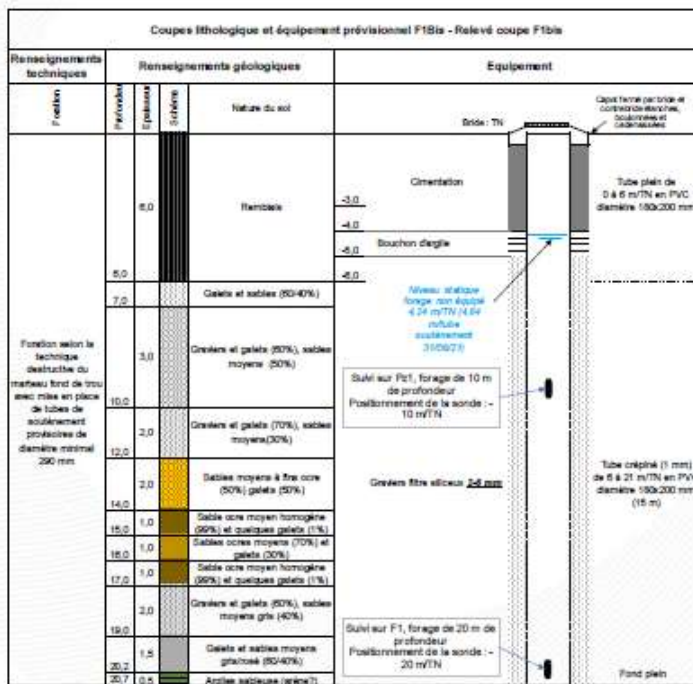 Coupes lithologique et équipement prévisionnel F1Bis - Relevé coupe F1bis
Renseignements
techniques
Renseignements géologiques
Equipement
Profondeur
Epaisseur
Schéma
Nature du sol
Bride : TN
Capot fermé par bride et
contrebride étanches,
boulonnées et
cadenassées
6,0
Remblais
6,0
Cimentation
-3,0
-4,0
Bouchon d'argile
-5,0
-6,0
Tube plein de
0 à 6 m/TN en PVC
diamètre 180x200 mm
Galets et sables (60/40%)
7,0
Niveau statique
forage non équipé
4,24 m/TN (4,64
m/tube
soutènement
Foration selon la
technique
destructive du
marteau fond de trou
avec mise en place
de tubes de
soutènement
provisoires de
diamètre minimal
290 mm
3,0
Graviers et galets (60%), sables
moyens (50%)
10,0
Suivi sur Pz1, forage de 10 m
de profondeur
Positionnement de la sonde : -
10 m/TN
2,0
Graviers et galets (70%), sables
moyens(30%)
12,0
2,0
Sables moyens à fins ocre
(50%) galets (50%)
14,0
Graviers filtre siliceux 3-6 mm
Tube crépiné (1 mm)
de 6 à 21 m/TN en PVC
diamètre 180x200 mm
(15 m)
1,0
Sable ocre moyen homogène
(99%) et quelques galets (1%)
15,0
1,0
Sables ocres moyens (70%) et
galets (30%)
16,0
1,0
Sable ocre moyen homogène
(99%) et quelques galets (1%)
17,0
2,0
Graviers et galets (60%), sables
moyens gris (40%)
19,0
1,5
Galets et sables moyens
gris/rosé (60/40%)
20,2
Suivi sur F1, forage de 20 m de
profondeur
Positionnement de la sonde : -
20 m/TN
20,7
0,5
Argiles sableuse (arène?)
Fond plein